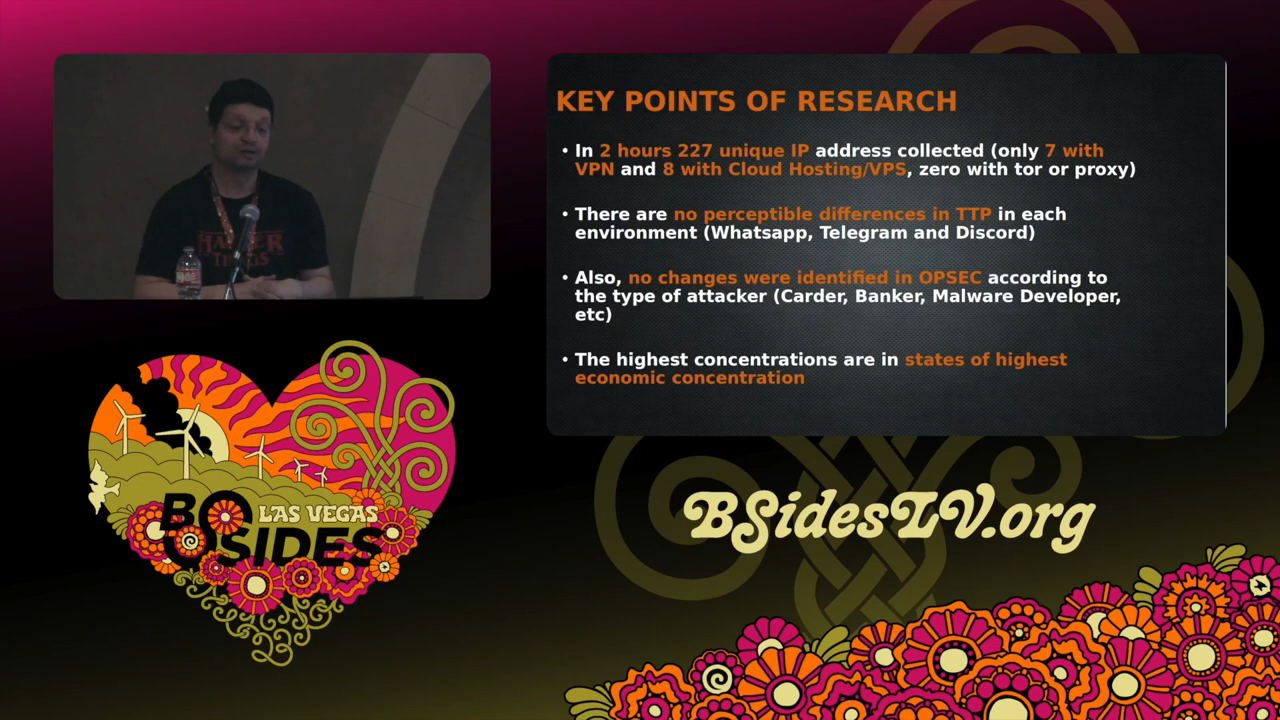 KEY POINTS OF RESEARCH
• In 2 hours 227 unique IP address collected (only 7 with
VPN and 8 with Cloud Hosting/VPS, zero with tor or proxy)
• There are no perceptible differences in TTP in each
environment (Whatsapp, Telegram and Discord)
• Also, no changes were identified in OPSEC according to
the type of attacker (Carder, Banker, Malware Developer,
etc)
• The highest concentrations are in states of highest
economic concentration
LAS VEGAS
BSIDES
BSidesLV.org